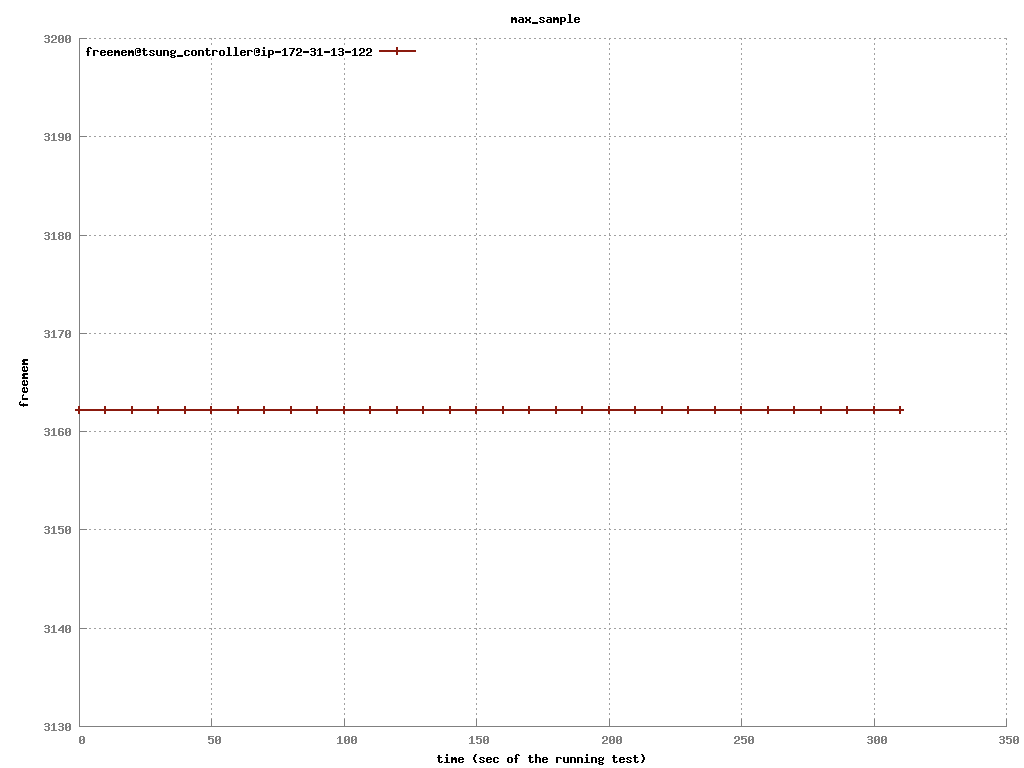 max_sample
freemem@tsung_controller@ip-172-31-13-122
3200
3190
3180
3170
3160
3150
3140
3130
freemem
0 50 100 150 200 250 300 350
time (sec of the running test)